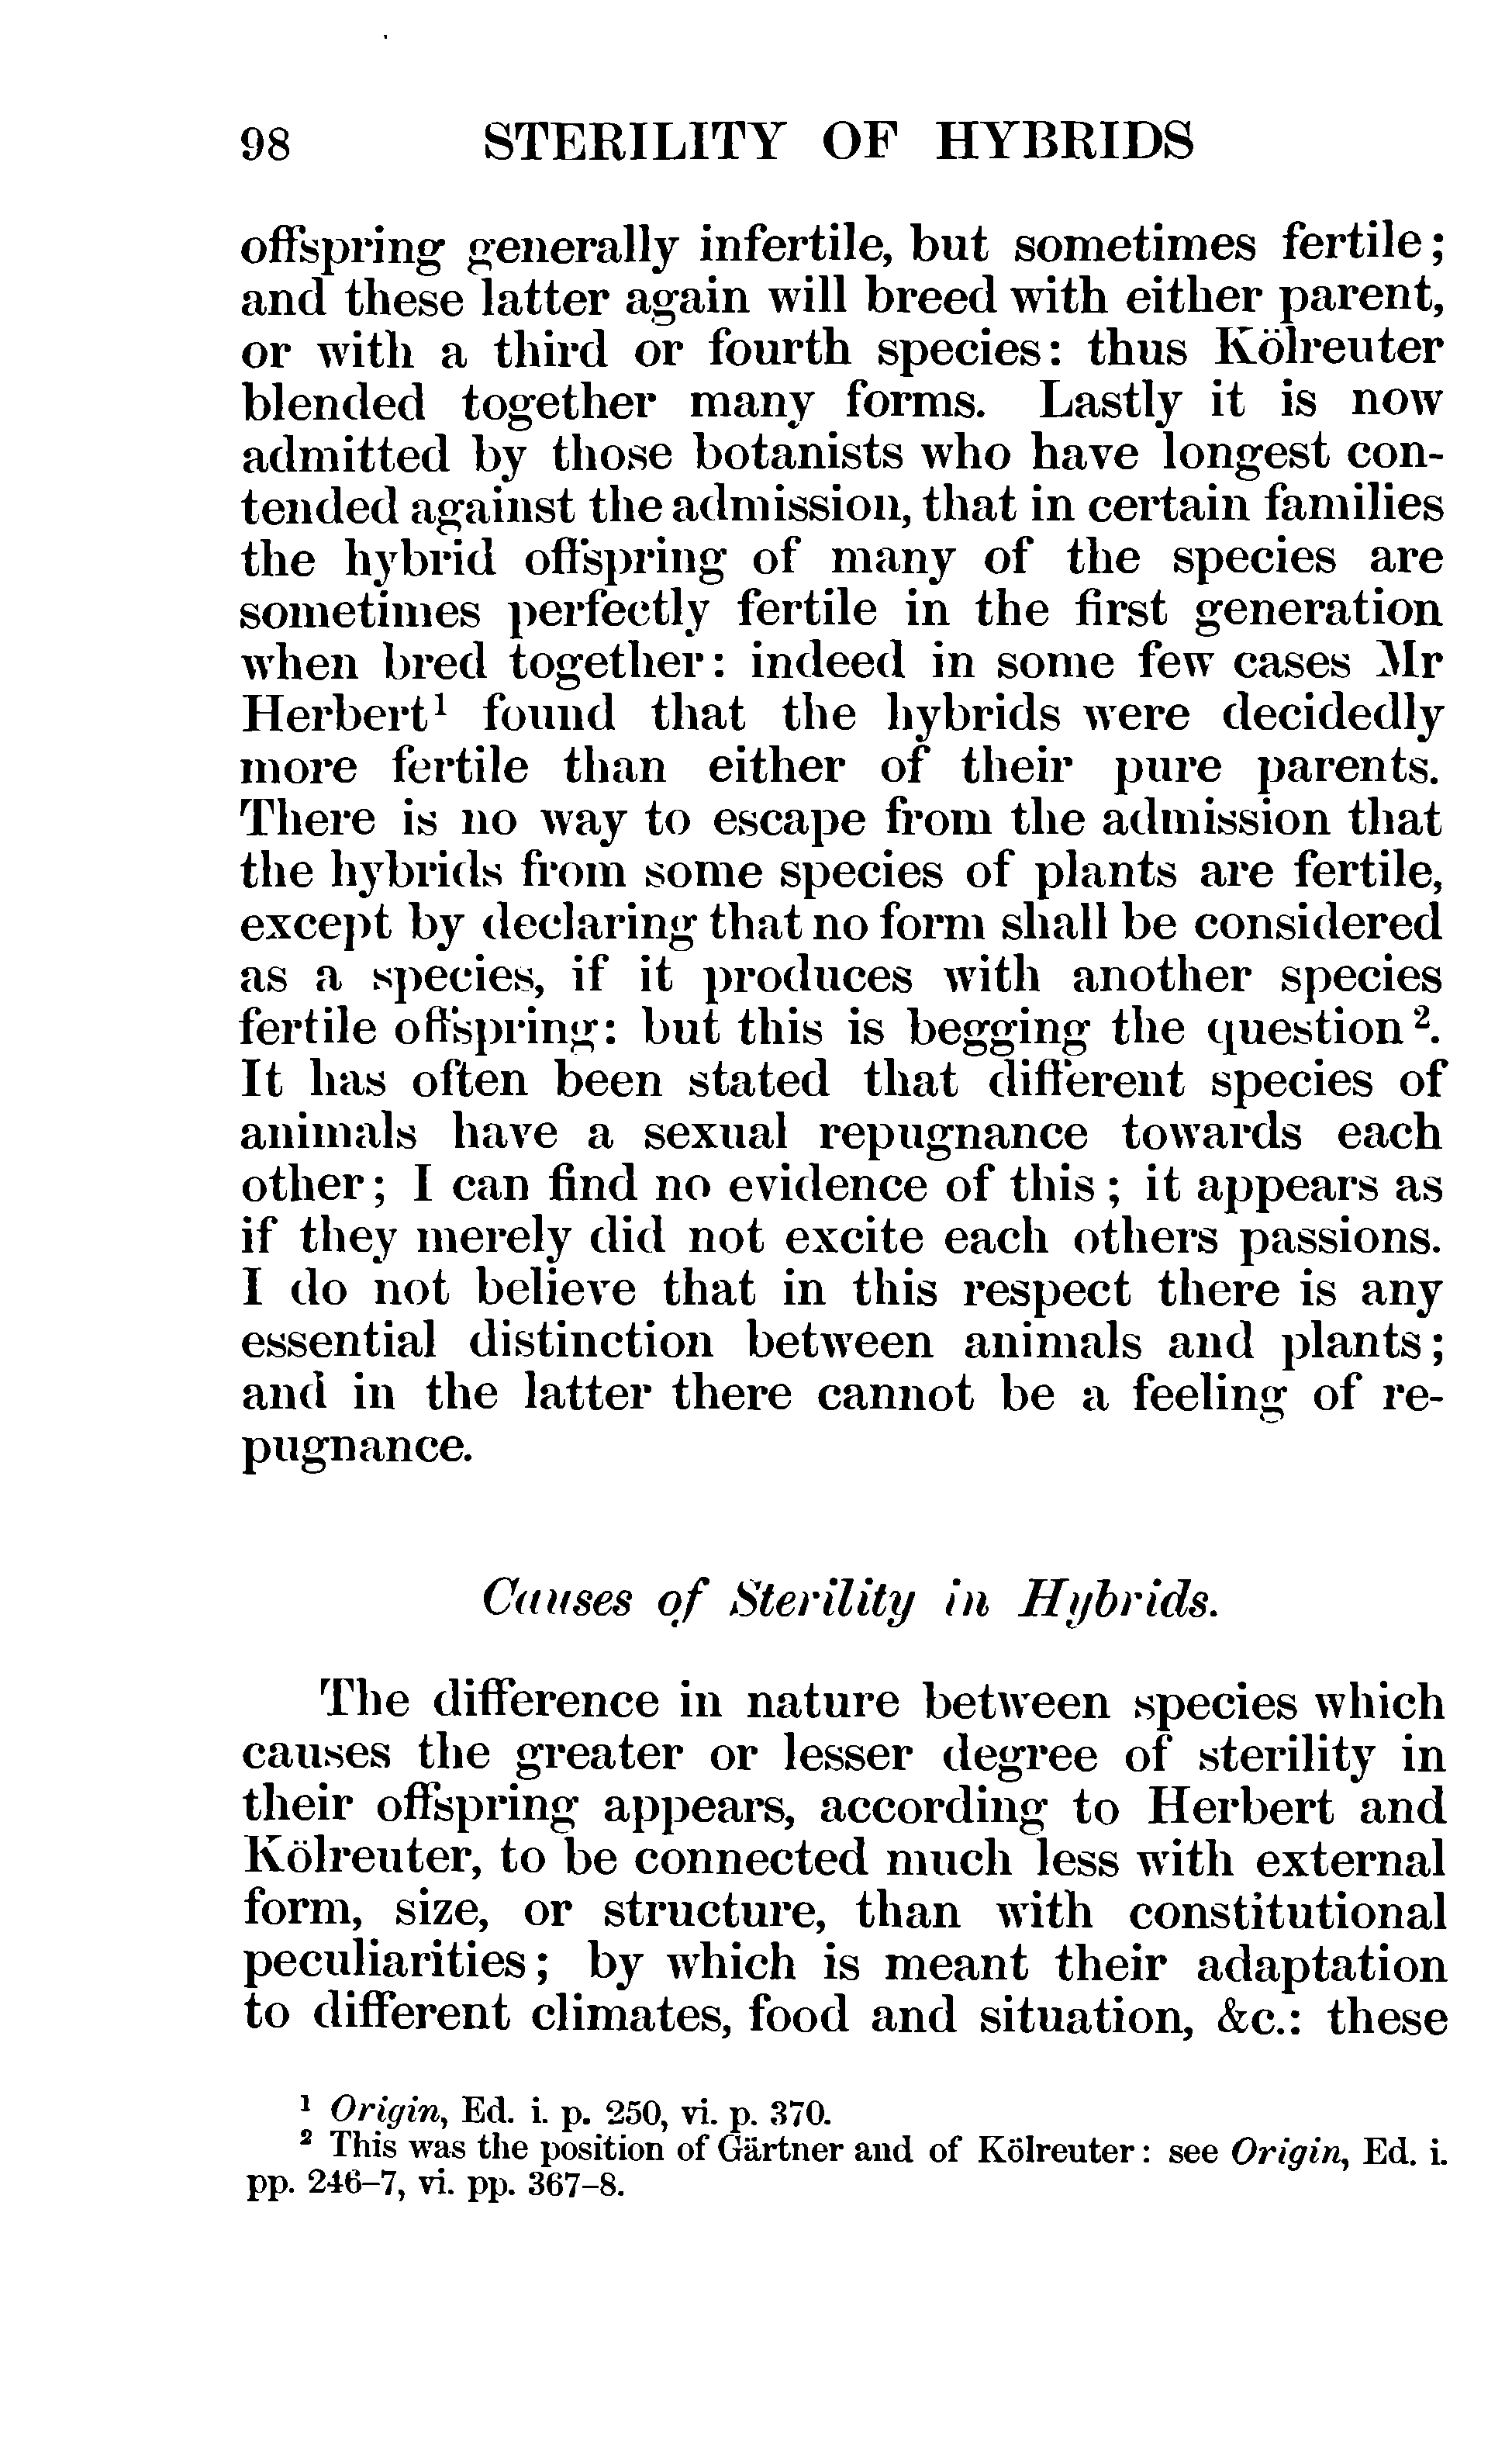 98 STERILITY OF HYBRIDS
offspring generally infertile, but sometimes fertile;
and these latter again will breed with either parent,
or with a third or fourth species: thus Kölreuter
blended together many forms. Lastly it is now
admitted by those botanists who have longest con-
tended against the admission, that in certain families
the hybrid offspring of many of the species are
sometimes perfectly fertile in the first generation
when bred together: indeed in some few cases Mr
Herbert¹ found that the hybrids were decidedly
more fertile than either of their pure parents.
There is no way to escape from the admission that
the hybrids from some species of plants are fertile,
except by declaring that no form shall be considered
as a species, if it produces with another species
fertile offspring: but this is begging the question².
It has often been stated that different species of
animals have a sexual repugnance towards each
other; I can find no evidence of this; it appears as
if they merely did not excite each others passions.
I do not believe that in this respect there is any
essential distinction between animals and plants;
and in the latter there cannot be a feeling of re-
pugnance.
Causes of Sterility in Hybrids.
The difference in nature between species which
causes the greater or lesser degree of sterility in
their offspring appears, according to Herbert and
Kölreuter, to be connected much less with external
form, size, or structure, than with constitutional
peculiarities; by which is meant their adaptation
to different climates, food and situation, &c.: these
¹ Origin, Ed. i. p. 250, vi. p. 370.
² This was the position of Gärtner and of Kölreuter: see Origin, Ed. i.
pp. 246–7, vi. pp. 367–8.